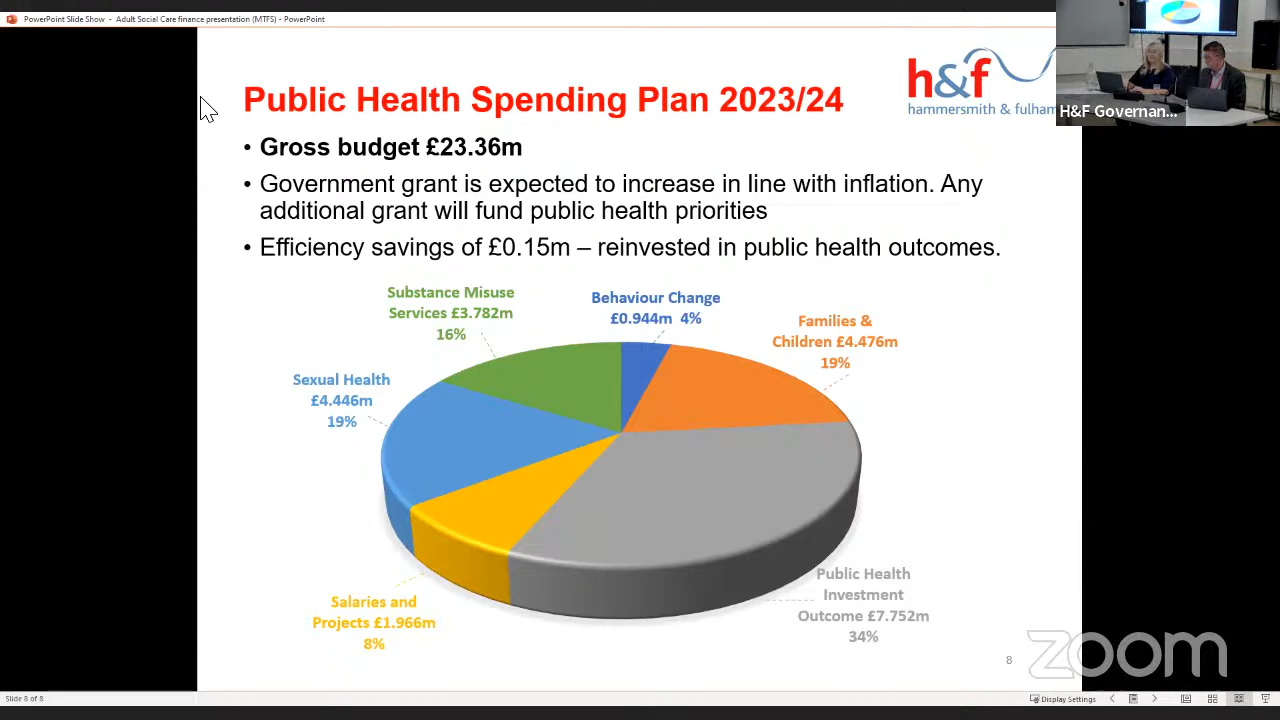 PowerPoint Slide Show - Adult Social Care finance presentation (MTFS) - PowerPoint
h&f
hammersmith & fulham
H&F Governan...
Public Health Spending Plan 2023/24
• Gross budget £23.36m
• Government grant is expected to increase in line with inflation. Any
additional grant will fund public health priorities
• Efficiency savings of £0.15m – reinvested in public health outcomes.
Substance Misuse
Services £3.782m
16%
Behaviour Change
£0.944m 4%
Families &
Children £4.476m
19%
Sexual Health
£4.446m
19%
Public Health
Investment
Outcome £7.752m
34%
Salaries and
Projects £1.966m
8%
8
zoom
Slide 8 of 8
Display Settings